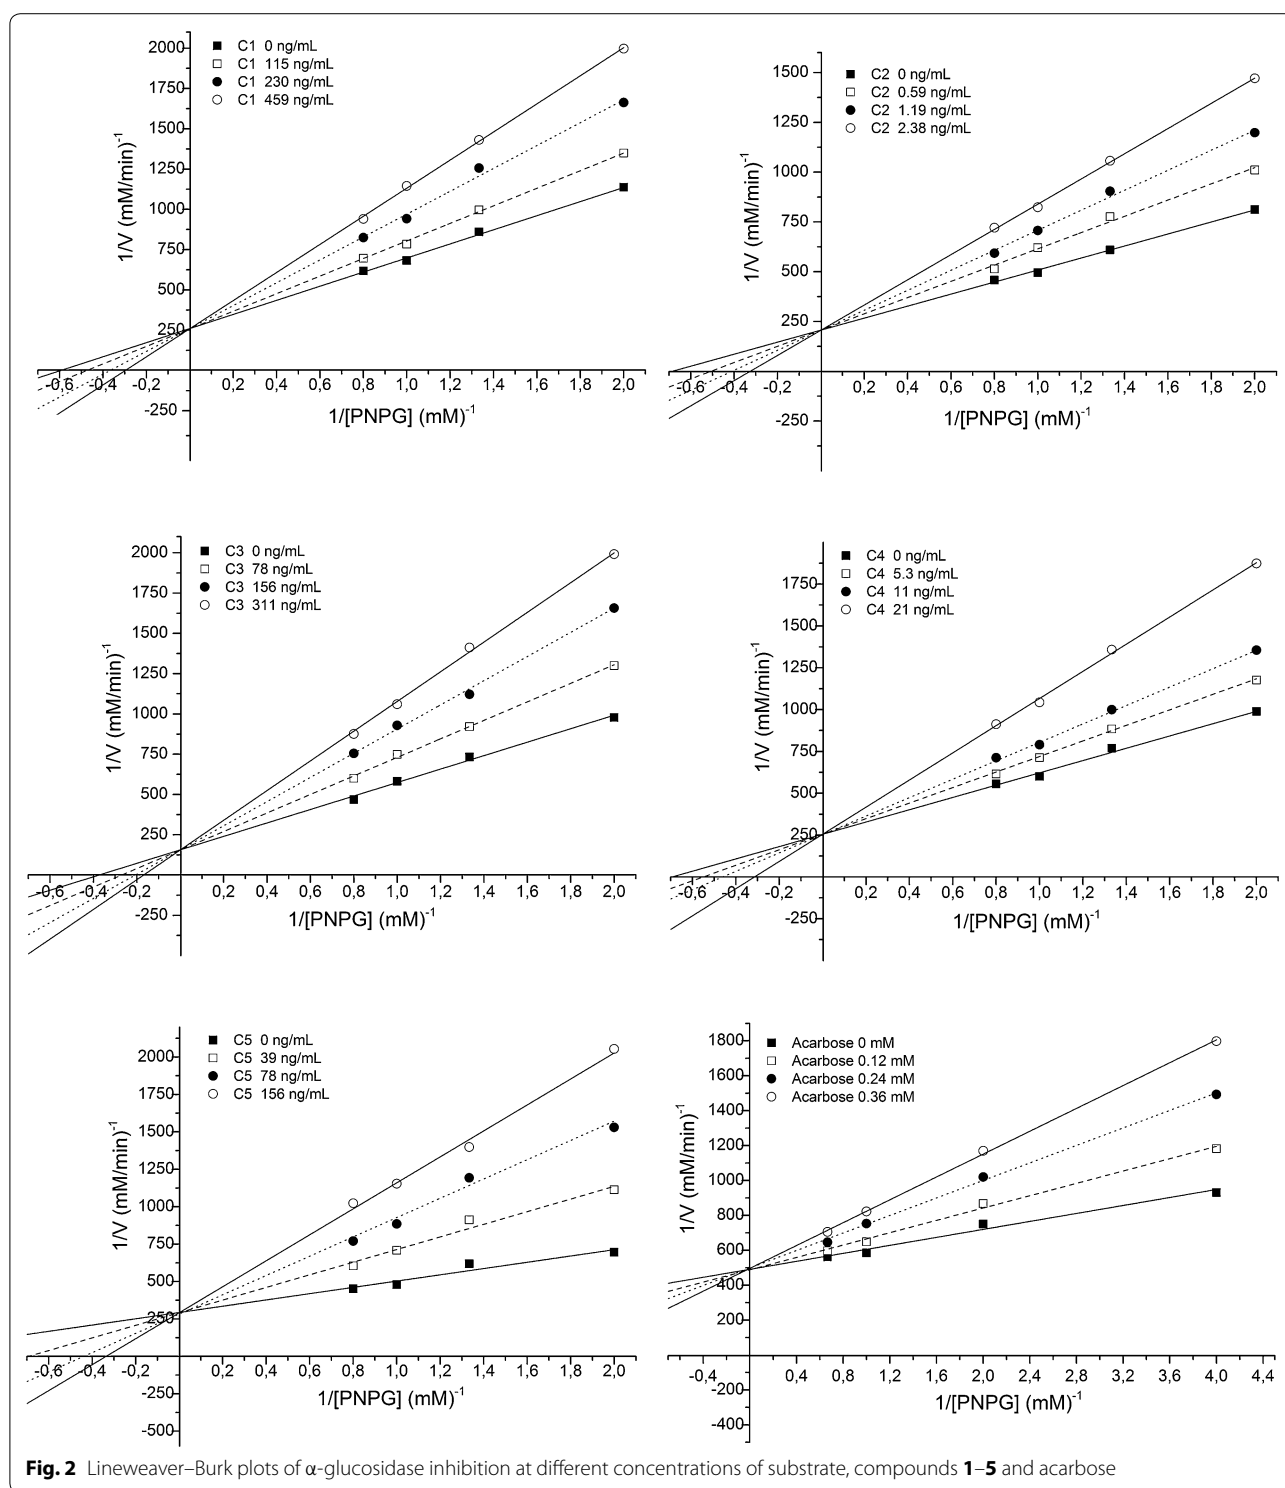 C1 0 ng/mL
C1 115 ng/mL
C1 230 ng/mL
C1 459 ng/mL
2000
1750
1500
1250
1000
750
500
250
-250
1/V (mM/min)-1
-0,6 -0,4 -0,2 0,2 0,4 0,6 0,8 1,0 1,2 1,4 1,6 1,8 2,0
1/[PNPG] (mM)-1
C2 0 ng/mL
C2 0.59 ng/mL
C2 1.19 ng/mL
C2 2.38 ng/mL
1500
1250
1000
750
500
250
-250
1/V (mM/min)-1
-0,6 -0,4 -0,2 0,2 0,4 0,6 0,8 1,0 1,2 1,4 1,6 1,8 2,0
1/[PNPG] (mM)-1
C3 0 ng/mL
C3 78 ng/mL
C3 156 ng/mL
C3 311 ng/mL
2000
1750
1500
1250
1000
750
500
250
-250
1/V (mM/min)-1
-0,6 -0,4 -0,2 0,2 0,4 0,6 0,8 1,0 1,2 1,4 1,6 1,8 2,0
1/[PNPG] (mM)-1
C4 0 ng/mL
C4 5.3 ng/mL
C4 11 ng/mL
C4 21 ng/mL
1750
1500
1250
1000
750
500
250
-250
1/V (mM/min)-1
-0,6 -0,4 -0,2 0,2 0,4 0,6 0,8 1,0 1,2 1,4 1,6 1,8 2,0
1/[PNPG] (mM)-1
C5 0 ng/mL
C5 39 ng/mL
C5 78 ng/mL
C5 156 ng/mL
2000
1750
1500
1250
1000
750
500
250
-250
-500
1/V (mM/min)-1
-0,6 -0,4 -0,2 0,2 0,4 0,6 0,8 1,0 1,2 1,4 1,6 1,8 2,0
1/[PNPG] (mM)-1
Acarbose 0 mM
Acarbose 0.12 mM
Acarbose 0.24 mM
Acarbose 0.36 mM
1800
1600
1400
1200
1000
800
600
400
200
-200
-400
1/V (mM/min)-1
-0,4 0,4 0,8 1,2 1,6 2,0 2,4 2,8 3,2 3,6 4,0 4,4
1/[PNPG] (mM)-1
Fig. 2 Lineweaver–Burk plots of α-glucosidase inhibition at different concentrations of substrate, compounds 1–5 and acarbose